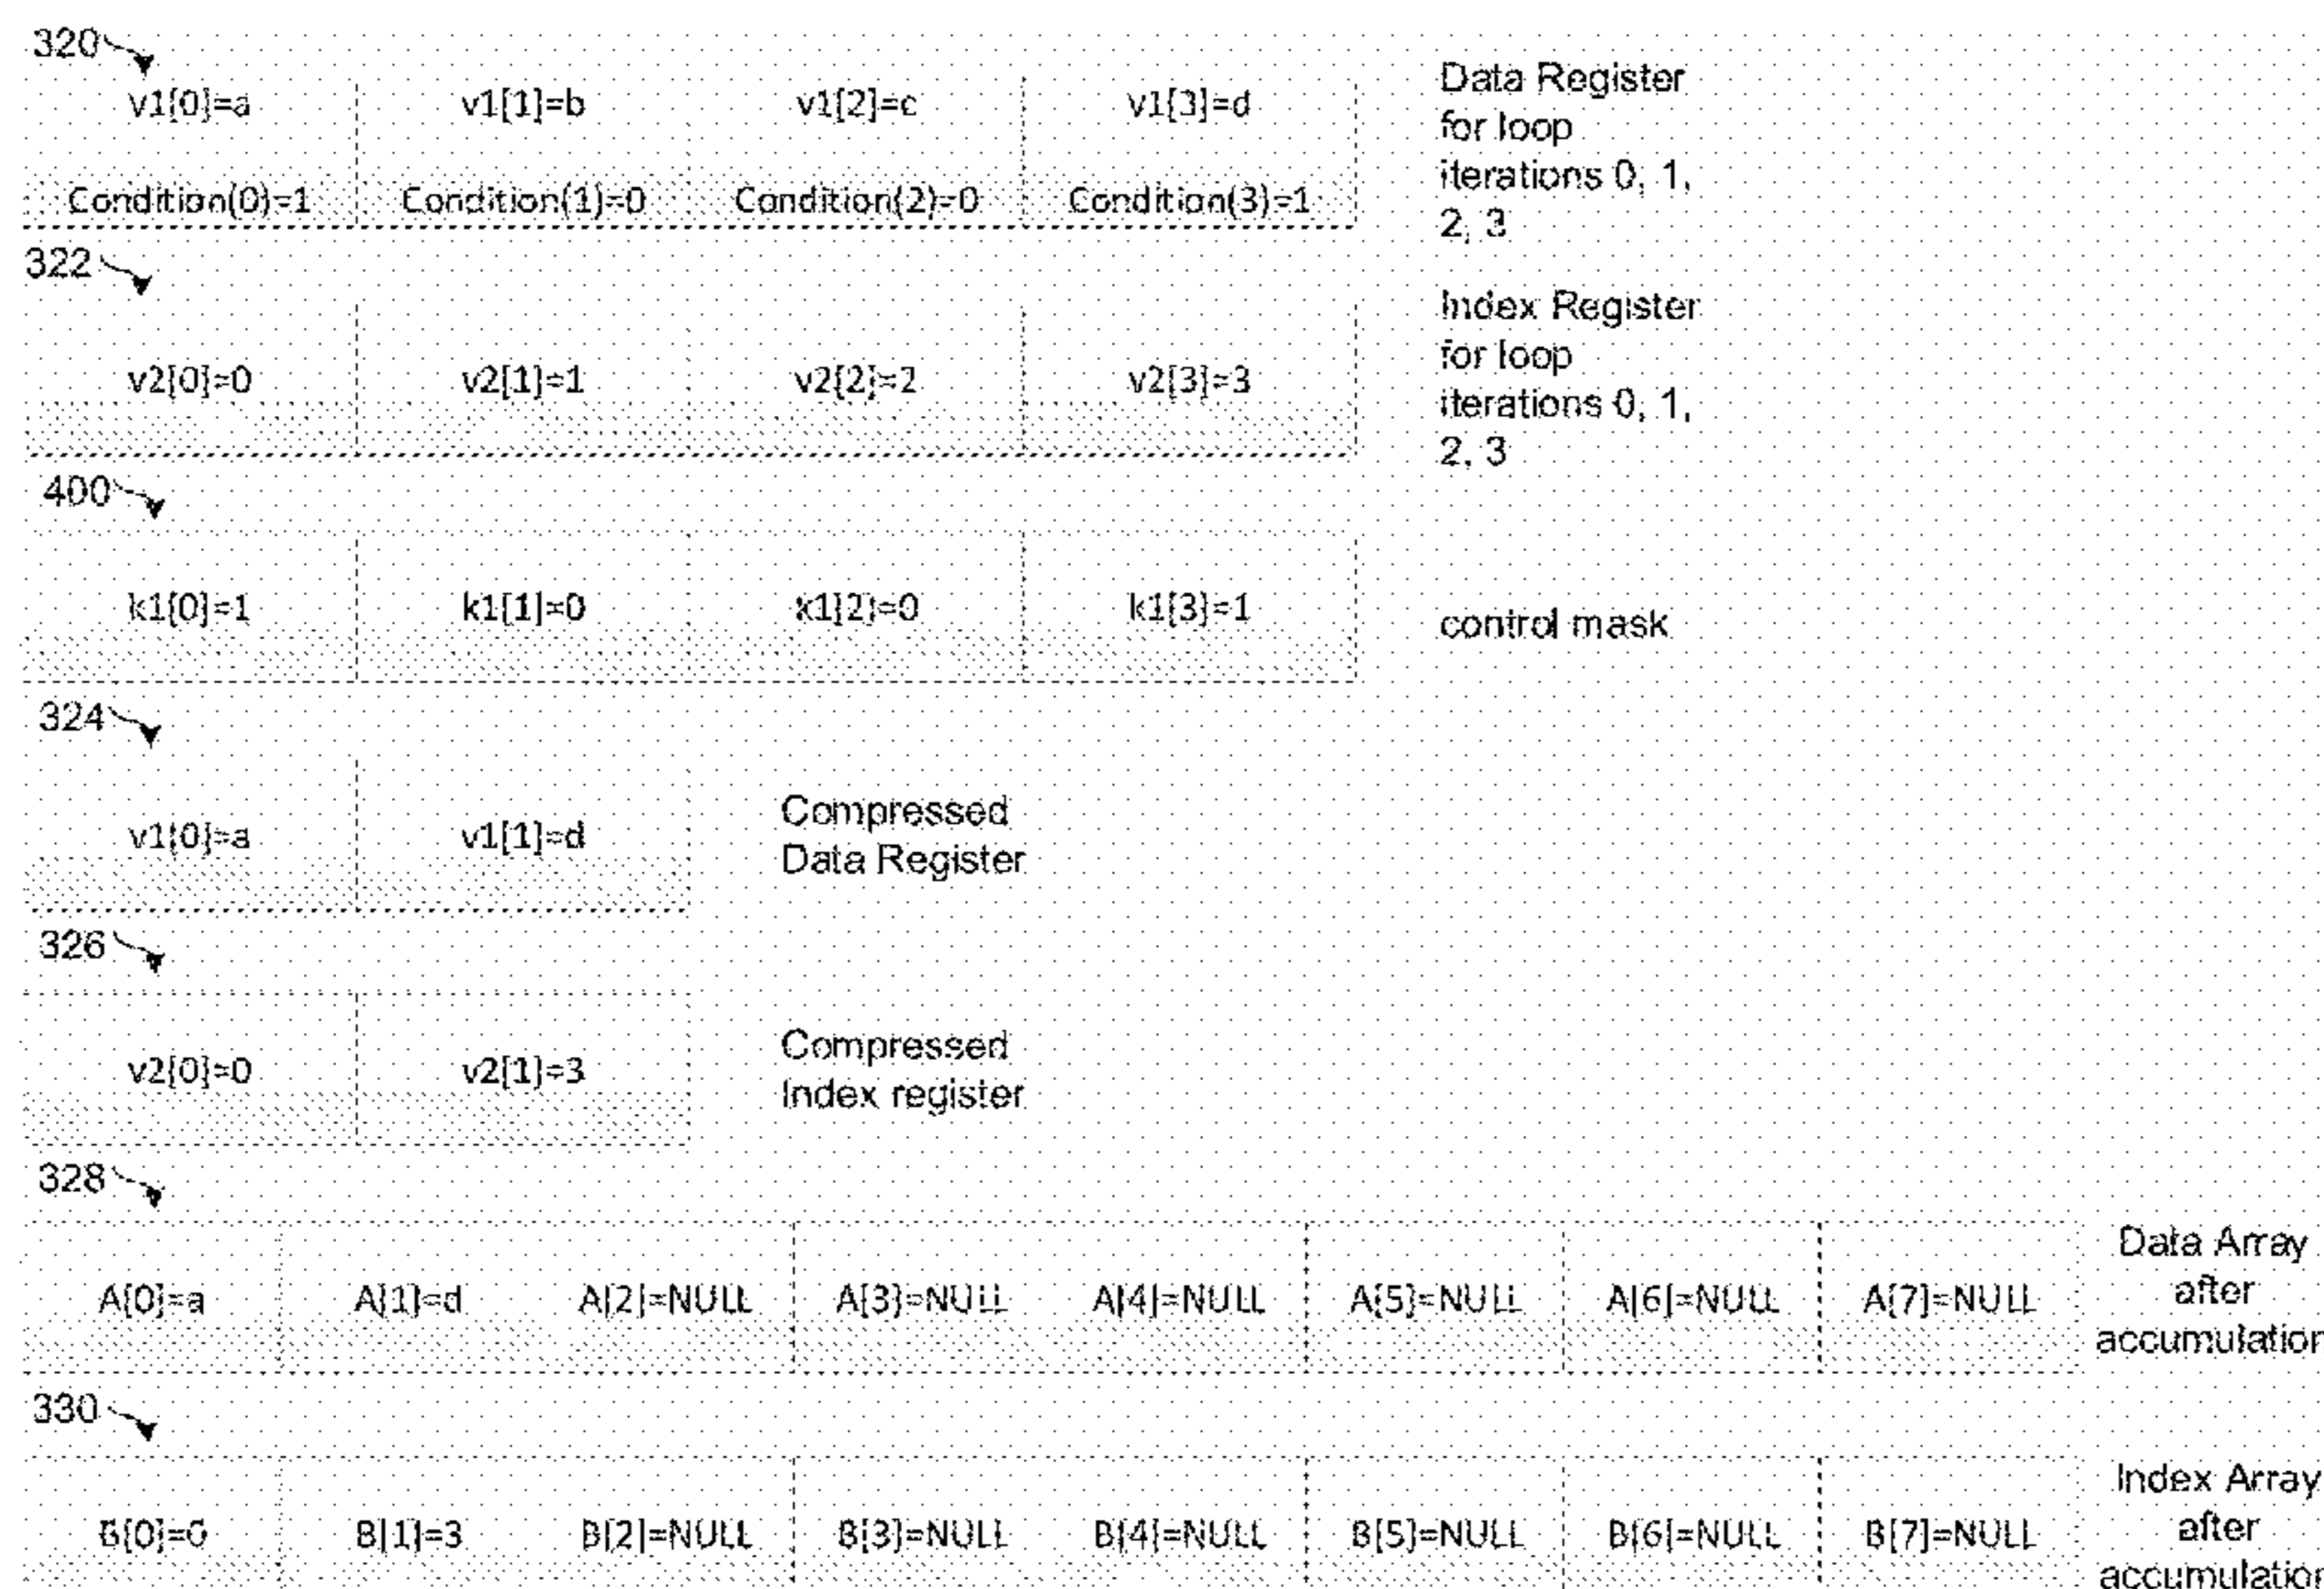 320
v1[0]=a v1[1]=b v1[2]=c v1[3]=d
Condition(0)=1 Condition(1)=0 Condition(2)=0 Condition(3)=1
Data Register
for loop
iterations 0, 1,
2, 3
322
v2[0]=0 v2[1]=1 v2[2]=2 v2[3]=3
Index Register
for loop
iterations 0, 1,
2, 3
400
k1[0]=1 k1[1]=0 k1[2]=0 k1[3]=1
control mask
324
v1[0]=a v1[1]=d
Compressed
Data Register
326
v2[0]=0 v2[1]=3
Compressed
Index register
328
A[0]=a A[1]=d A[2]=NULL A[3]=NULL A[4]=NULL A[5]=NULL A[6]=NULL A[7]=NULL
Data Array
after
accumulation
330
B[0]=0 B[1]=3 B[2]=NULL B[3]=NULL B[4]=NULL B[5]=NULL B[6]=NULL B[7]=NULL
Index Array
after
accumulation